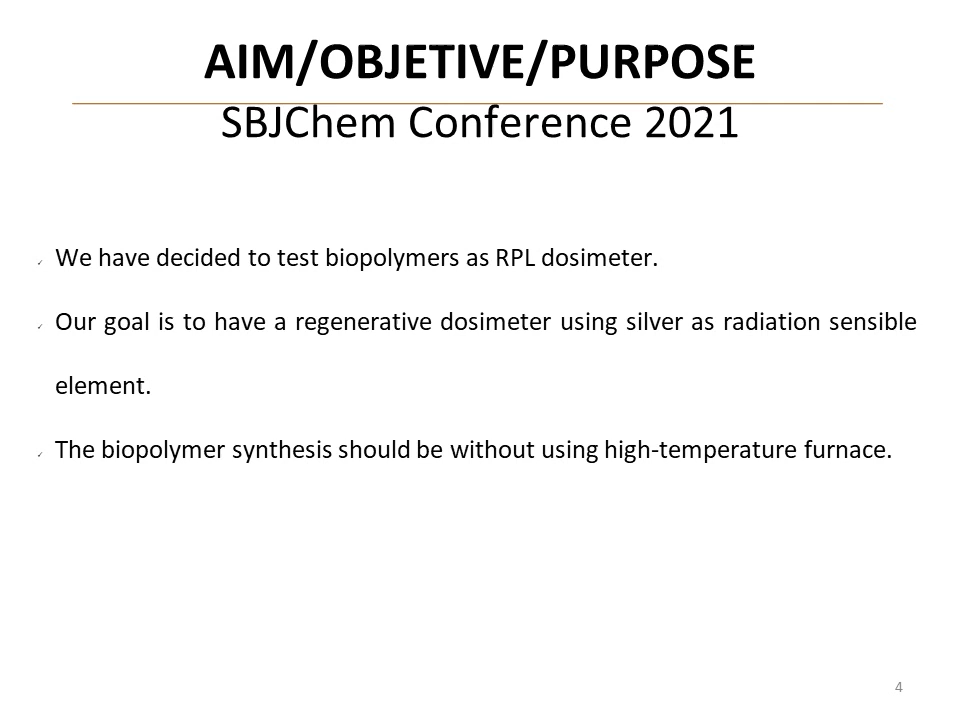 AIM/OBJETIVE/PURPOSE
SBJChem Conference 2021
✓ We have decided to test biopolymers as RPL dosimeter.
✓ Our goal is to have a regenerative dosimeter using silver as radiation sensible
element.
✓ The biopolymer synthesis should be without using high-temperature furnace.
4